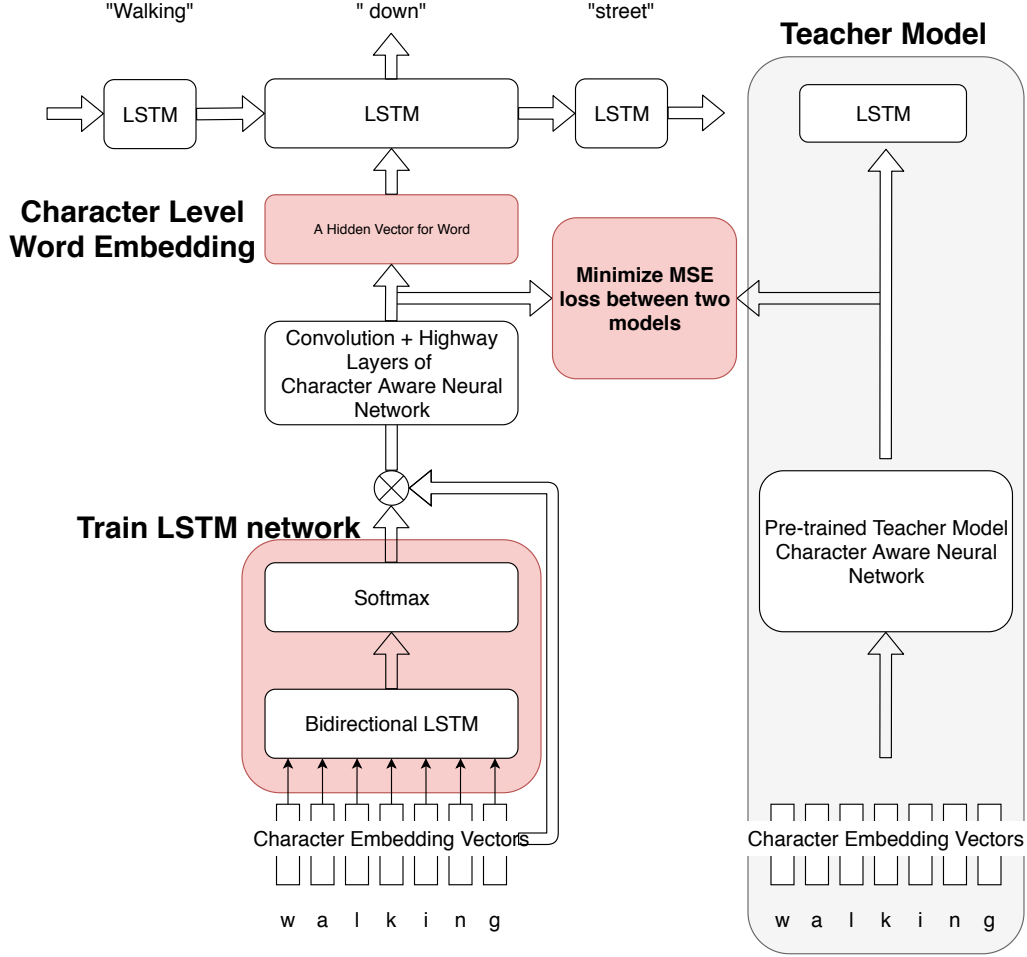 "Walking"
" down"
"street"
Teacher Model
LSTM
LSTM
LSTM
LSTM
Character Level
Word Embedding
A Hidden Vector for Word
Minimize MSE
loss between two
models
Convolution + Highway
Layers of
Character Aware Neural
Network
Train LSTM network
Softmax
Bidirectional LSTM
Character Embedding Vectors
w a l k i n g
Pre-trained Teacher Model
Character Aware Neural
Network
Character Embedding Vectors
w a l k i n g